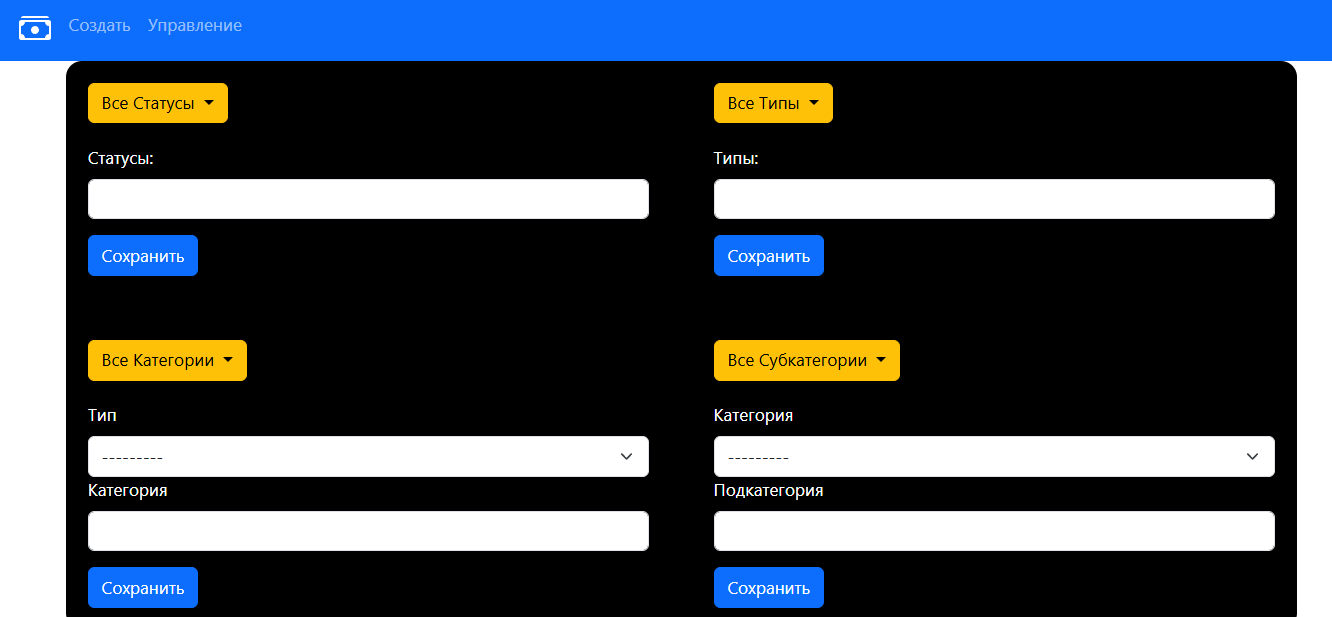 Создать Управление
Все Статусы
Все Типы
Статусы:
Типы:
Сохранить
Сохранить
Все Категории
Все Субкатегории
Тип
Категория
---------
---------
Категория
Подкатегория
Сохранить
Сохранить